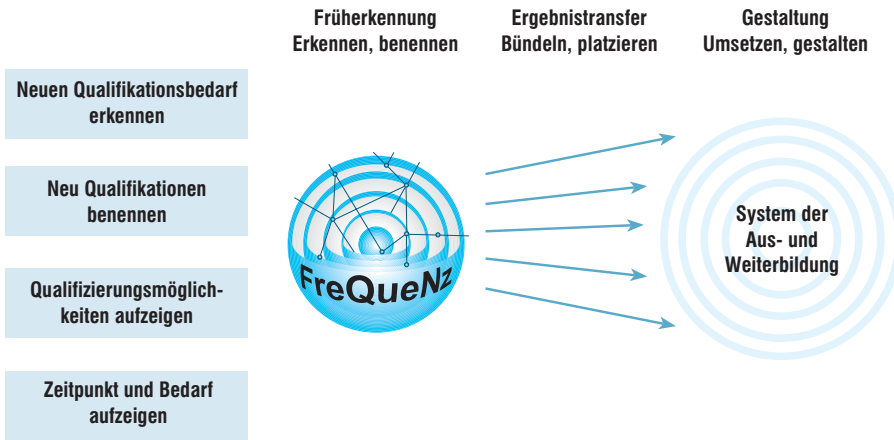 Früherkennung
Erkennen, benennen
Ergebnistransfer
Bündeln, platzieren
Gestaltung
Umsetzen, gestalten
Neuen Qualifikationsbedarf
erkennen
Neu Qualifikationen
benennen
Qualifizierungsmöglich-
keiten aufzeigen
Zeitpunkt und Bedarf
aufzeigen
FreQueNz
System der
Aus- und
Weiterbildung